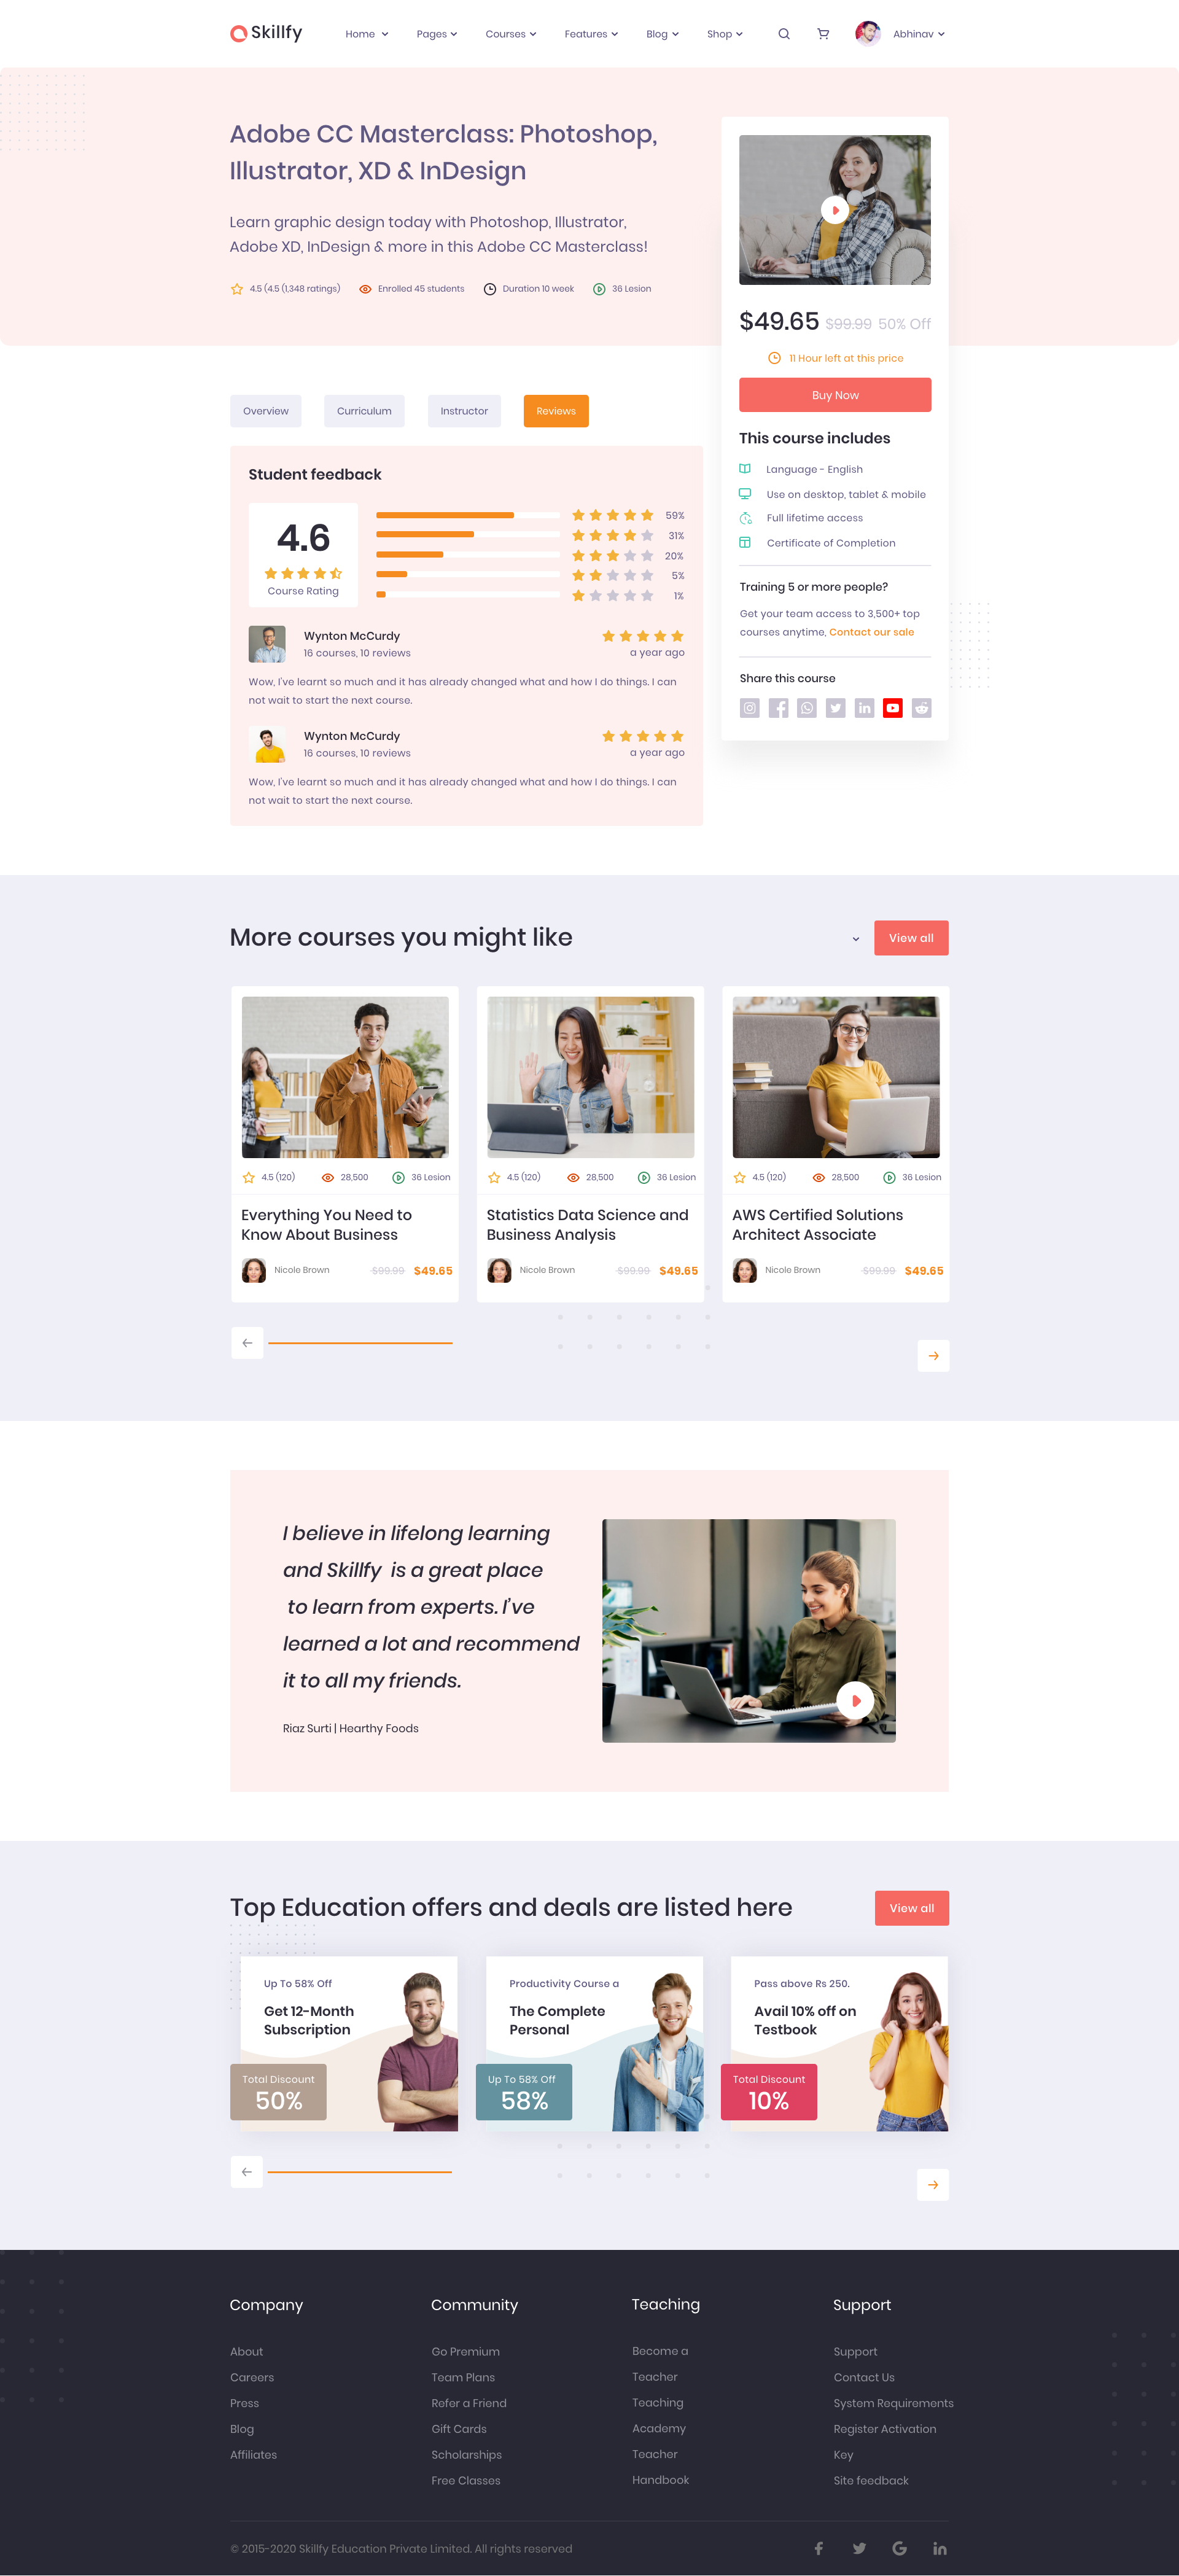 Skillfy
Home
Pages
Courses
Features
Blog
Shop
Abhinav
Adobe CC Masterclass: Photoshop,
Illustrator, XD & InDesign
Learn graphic design today with Photoshop, Illustrator,
Adobe XD, InDesign & more in this Adobe CC Masterclass!
4.5 (4.5 (1,348 ratings)
Enrolled 45 students
Duration 10 week
36 Lesion
$49.65 $99.99 50% Off
11 Hour left at this price
Buy Now
This course includes
Language - English
Use on desktop, tablet & mobile
Full lifetime access
Certificate of Completion
Training 5 or more people?
Get your team access to 3,500+ top
courses anytime, Contact our sale
Share this course
Overview
Curriculum
Instructor
Reviews
Student feedback
4.6
Course Rating
59%
31%
20%
5%
1%
Wynton McCurdy
16 courses, 10 reviews
a year ago
Wow, I've learnt so much and it has already changed what and how I do things. I can
not wait to start the next course.
Wynton McCurdy
16 courses, 10 reviews
a year ago
Wow, I've learnt so much and it has already changed what and how I do things. I can
not wait to start the next course.
More courses you might like
View all
4.5 (120)
28,500
36 Lesion
Everything You Need to
Know About Business
Nicole Brown
$99.99 $49.65
4.5 (120)
28,500
36 Lesion
Statistics Data Science and
Business Analysis
Nicole Brown
$99.99 $49.65
4.5 (120)
28,500
36 Lesion
AWS Certified Solutions
Architect Associate
Nicole Brown
$99.99 $49.65
I believe in lifelong learning
and Skillfy is a great place
to learn from experts. I've
learned a lot and recommend
it to all my friends.
Riaz Surti | Hearthy Foods
Top Education offers and deals are listed here
View all
Up To 58% Off
Get 12-Month
Subscription
Total Discount
50%
Productivity Course a
The Complete
Personal
Up To 58% Off
58%
Pass above Rs 250.
Avail 10% off on
Testbook
Total Discount
10%
Company
About
Careers
Press
Blog
Affiliates
Community
Go Premium
Team Plans
Refer a Friend
Gift Cards
Scholarships
Free Classes
Teaching
Become a
Teacher
Teaching
Academy
Teacher
Handbook
Support
Support
Contact Us
System Requirements
Register Activation
Key
Site feedback
© 2015-2020 Skillfy Education Private Limited. All rights reserved